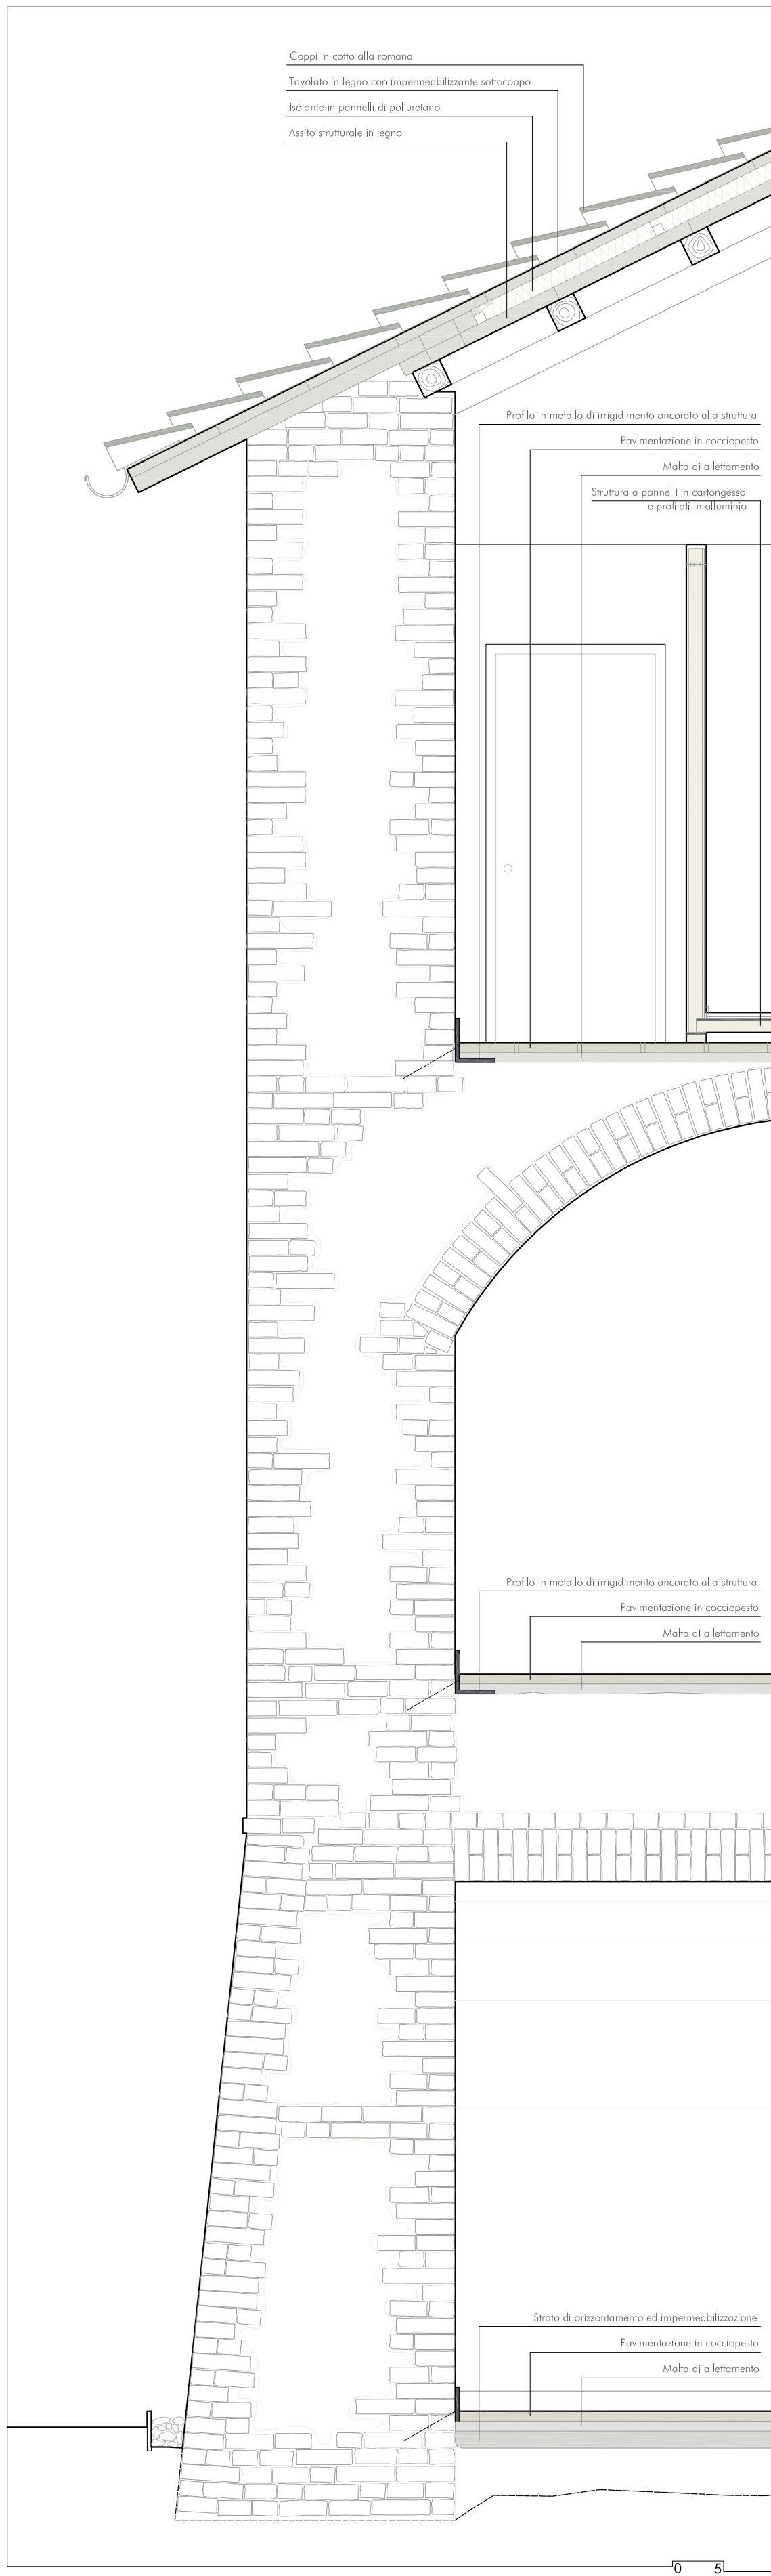 Coppi in cotto alla romana
Tavolato in legno con impermeabilizzante sottocoppo
Isolante in pannelli di poliuretano
Assito strutturale in legno
Profilo in metallo di irrigidimento ancorato alla struttura
Pavimentazione in cocciopesto
Malta di allettamento
Struttura a pannelli in cartongesso
e profilati in alluminio
Profilo in metallo di irrigidimento ancorato alla struttura
Pavimentazione in cocciopesto
Malta di allettamento
Strato di orizzontamento ed impermeabilizzazione
Pavimentazione in cocciopesto
Malta di allettamento
0 5